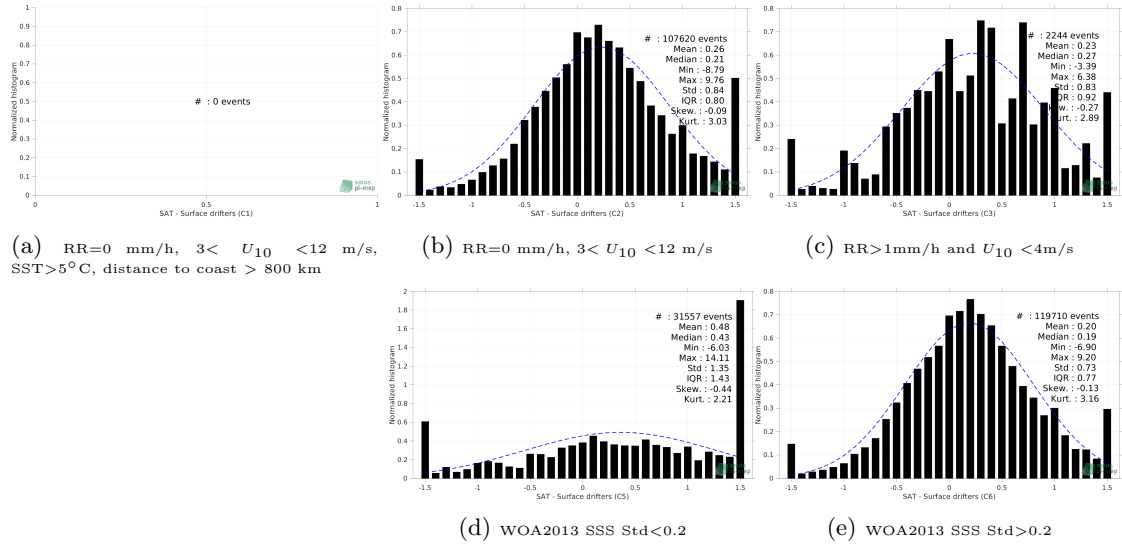 1
0.9
0.8
0.7
0.6
0.5
0.4
0.3
0.2
0.1
0
Normalized histogram
# : 0 events
smos
pi-mep
0 0.5 1
SAT - Surface drifters (C1)
(a) RR=0 mm/h, 3< U10 <12 m/s,
SST>5°C, distance to coast > 800 km
0.8
0.7
0.6
0.5
0.4
0.3
0.2
0.1
0
Normalized histogram
# : 107620 events
Mean : 0.26
Median : 0.21
Min : -8.79
Max : 9.76
Std : 0.84
IQR : 0.80
Skew. : -0.09
Kurt. : 3.03
smos
pi-mep
-1.5 -1 -0.5 0 0.5 1 1.5
SAT - Surface drifters (C2)
(b) RR=0 mm/h, 3< U10 <12 m/s
0.8
0.7
0.6
0.5
0.4
0.3
0.2
0.1
0
Normalized histogram
# : 2244 events
Mean : 0.23
Median : 0.27
Min : -3.39
Max : 6.38
Std : 0.83
IQR : 0.92
Skew. : -0.27
Kurt. : 2.89
smos
pi-mep
-1.5 -1 -0.5 0 0.5 1 1.5
SAT - Surface drifters (C3)
(c) RR>1mm/h and U10 <4m/s
2
1.8
1.6
1.4
1.2
1
0.8
0.6
0.4
0.2
0
Normalized histogram
# : 31557 events
Mean : 0.48
Median : 0.43
Min : -6.03
Max : 14.11
Std : 1.35
IQR : 1.43
Skew. : -0.44
Kurt. : 2.21
smos
pi-mep
-1.5 -1 -0.5 0 0.5 1 1.5
SAT - Surface drifters (C5)
(d) WOA2013 SSS Std<0.2
0.8
0.7
0.6
0.5
0.4
0.3
0.2
0.1
0
Normalized histogram
# : 119710 events
Mean : 0.20
Median : 0.19
Min : -6.90
Max : 9.20
Std : 0.73
IQR : 0.77
Skew. : -0.13
Kurt. : 3.16
smos
pi-mep
-1.5 -1 -0.5 0 0.5 1 1.5
SAT - Surface drifters (C6)
(e) WOA2013 SSS Std>0.2